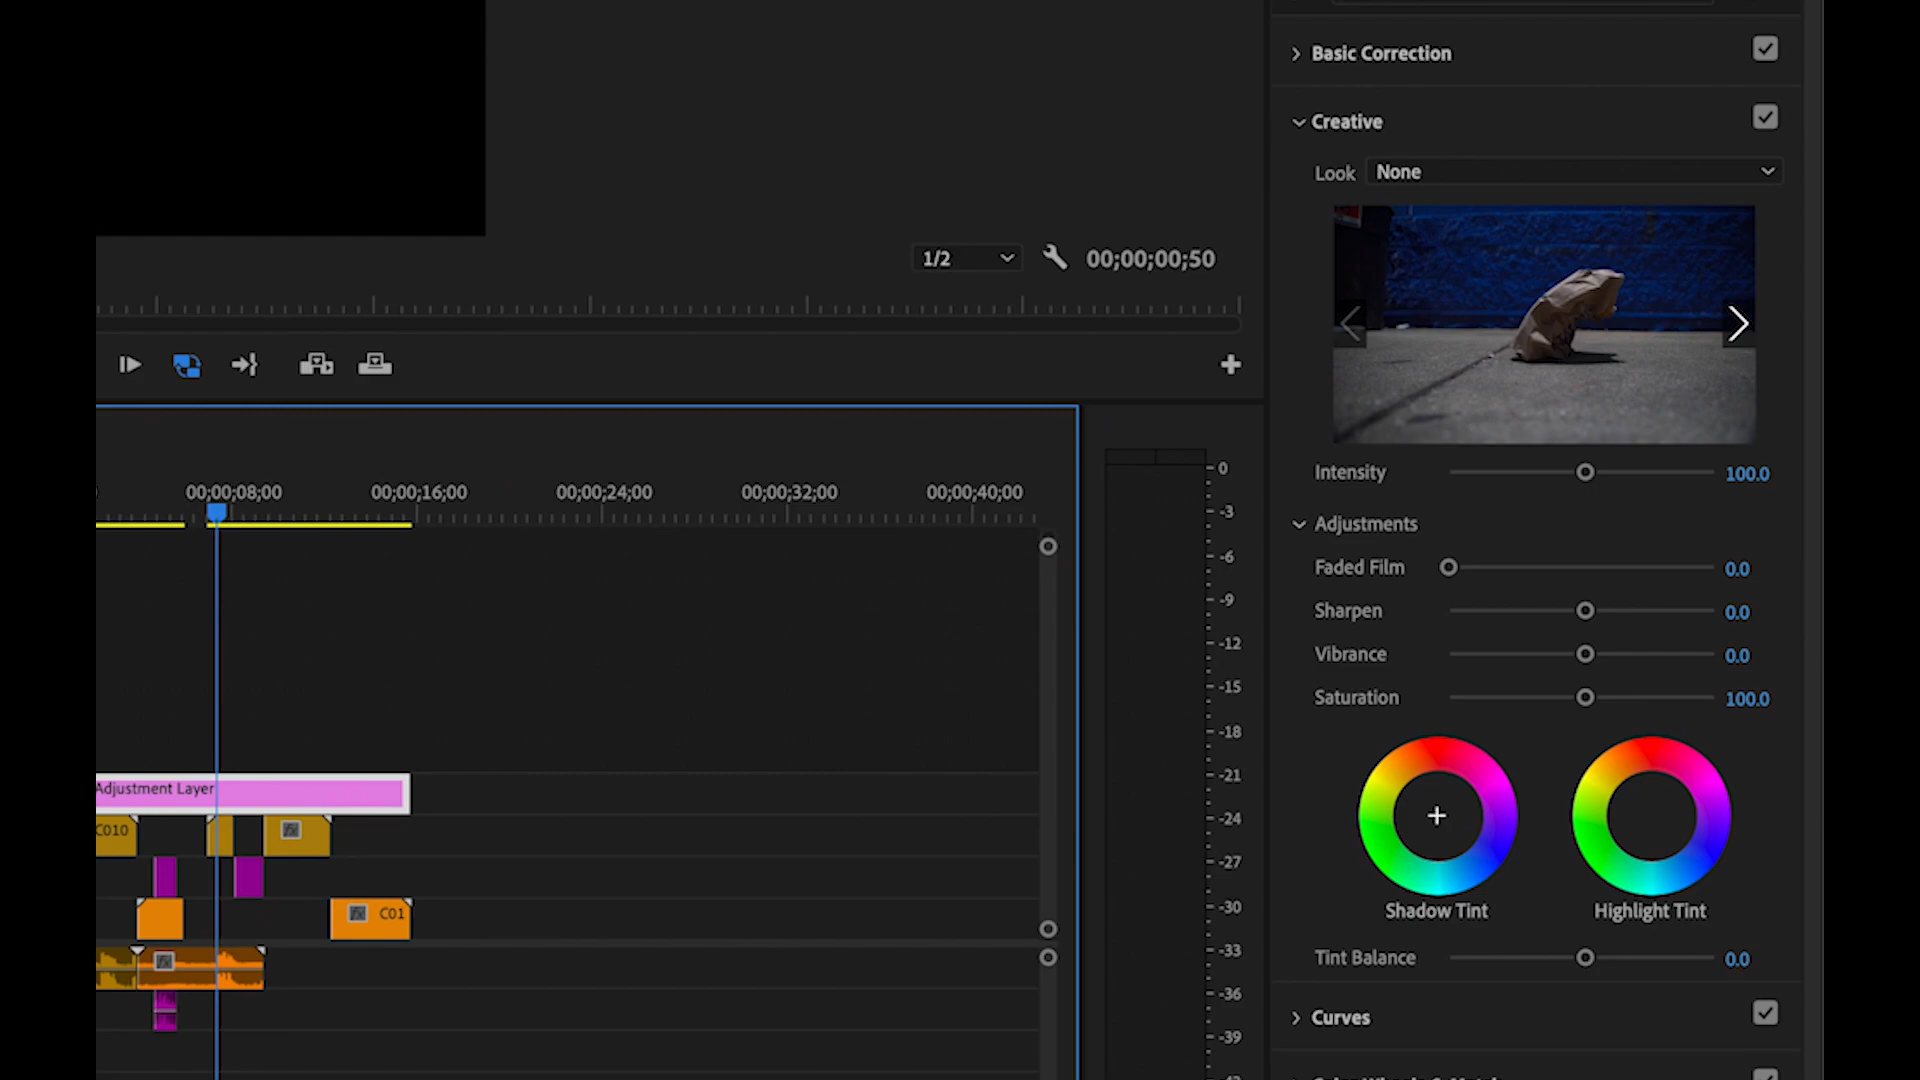 Basic Correction
Creative
Look None
1/2 00;00;00;50
Intensity 100.0
00;00;08;00 00;00;16;00 00;00;24;00 00;00;32;00 00;00;40;00
Adjustments
Faded Film 0.0
Sharpen 0.0
Vibrance 0.0
Saturation 100.0
0
-3
-6
-9
-12
-15
-18
-21
-24
-27
-30
-33
-36
-39
Adjustment Layer
C010
fx
fx C01
fx
Shadow Tint Highlight Tint
Tint Balance 0.0
Curves